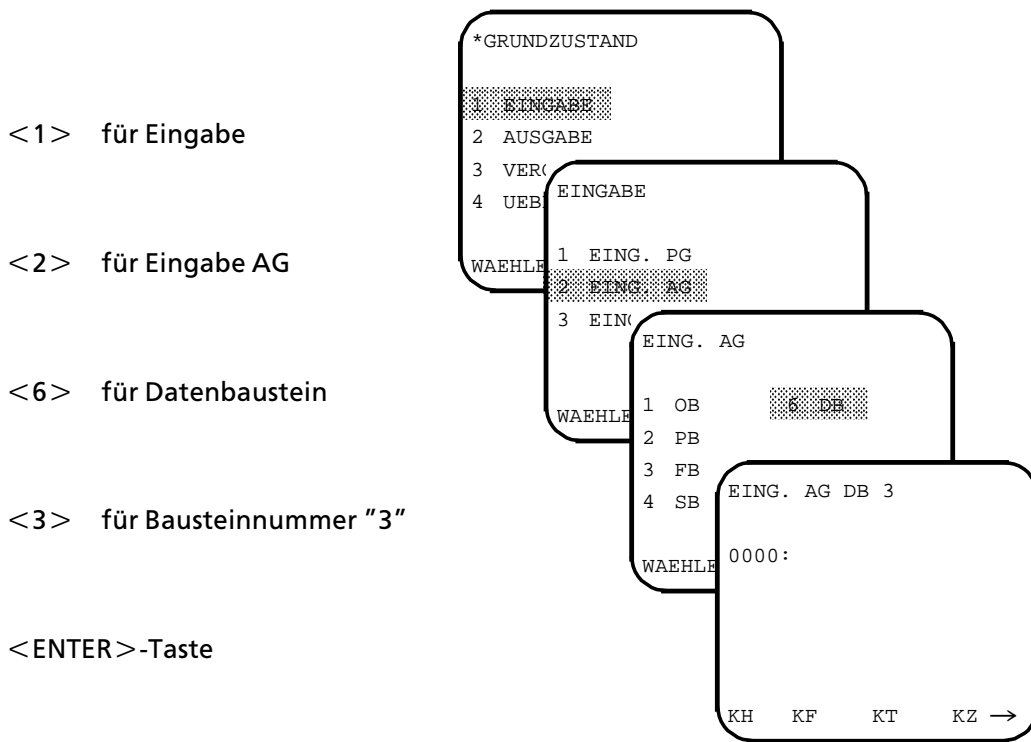 <1> für Eingabe
<2> für Eingabe AG
<6> für Datenbaustein
<3> für Bausteinnummer "3"
<ENTER>-Taste
*GRUNDZUSTAND
1 EINGABE
2 AUSGABE
3 VER
4 UEB
WAEHLE
EINGABE
1 EING. PG
2 EING. AG
3 EIN
WAEHLE
EING. AG
1 OB 6 DB
2 PB
3 FB
4 SB
WAEHLE
EING. AG DB 3
0000:
KH KF KT KZ →